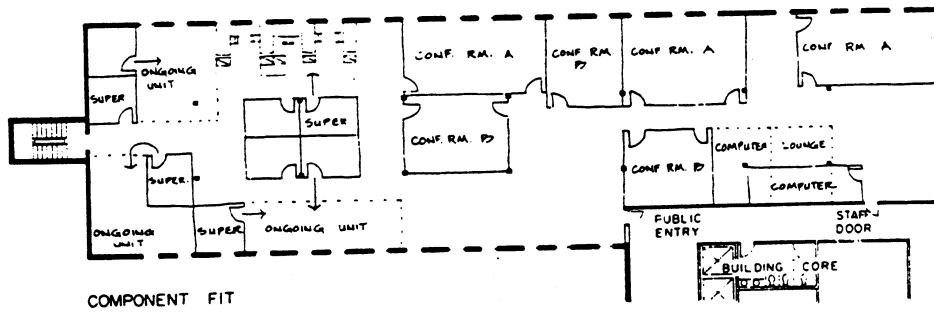 CONF. RM. A
CONF RM.
B
CONF RM. A
CONF RM A
ONGOING
UNIT
SUPER
SUPER
CONF. RM. B
SUPER.
CONF RM B
COMPUTER
LOUNGE
COMPUTER
ONGOING
UNIT
SUPER
ONGOING UNIT
PUBLIC
ENTRY
STAFF
DOOR
BUILDING CORE
COMPONENT FIT